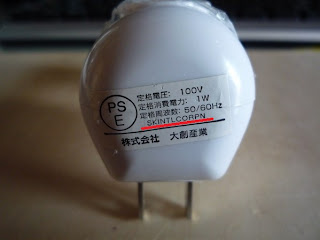 PS
E
定格電圧: 100V
定格消費電力: 1W
定格周波数: 50/60Hz
SKINTLCORPN
株式会社 大創産業